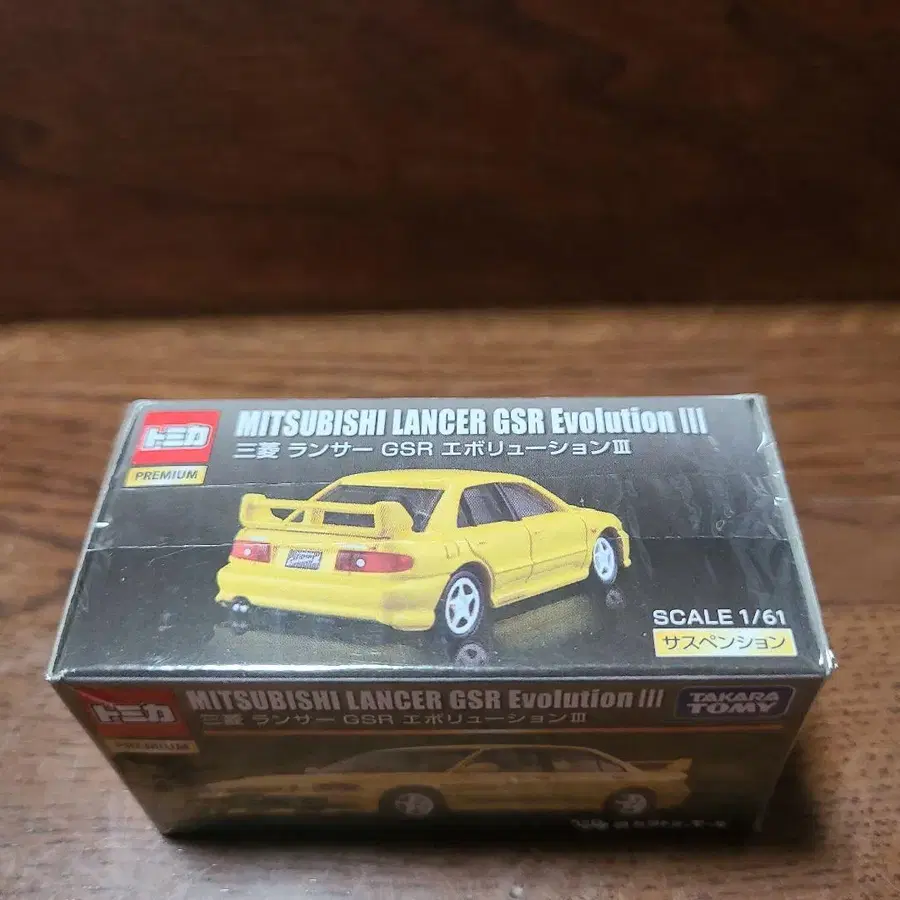 トミカ
PREMIUM
MITSUBISHI LANCER GSR Evolution III
三菱 ランサー GSR エボリューションⅢ
SCALE 1/61
サスペンション
トミカ
PREMIUM
MITSUBISHI LANCER GSR Evolution III
三菱 ランサー GSR エボリューションⅢ
TAKARA
TOMY